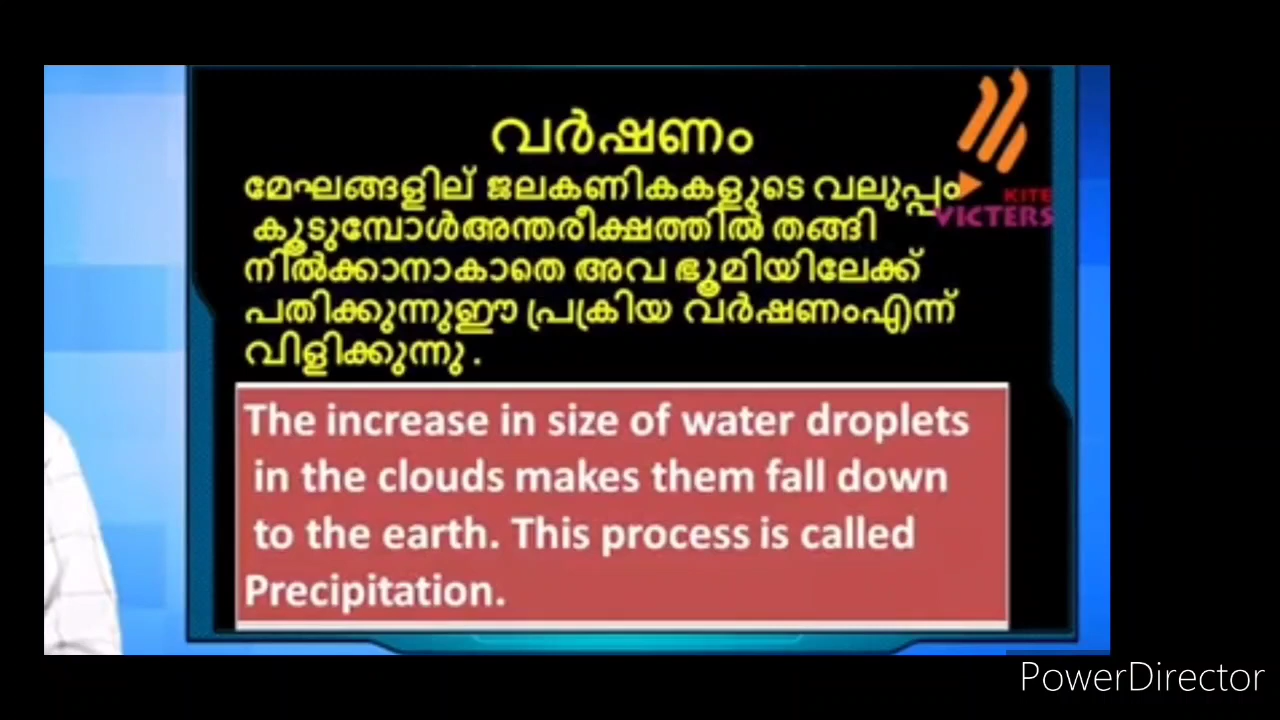 വർഷണം
മേഘങ്ങളില് ജലകണികകളുടെ വലുപ്പം
കൂടുമ്പോൾഅന്തരീക്ഷത്തിൽ തങ്ങി
നിൽക്കാനാകാതെ അവ ഭൂമിയിലേക്ക്
പതിക്കുന്നുഈ പ്രക്രിയ വർഷണംഎന്ന്
വിളിക്കുന്നു .
KITE
VICTERS
The increase in size of water droplets
in the clouds makes them fall down
to the earth. This process is called
Precipitation.
PowerDirector